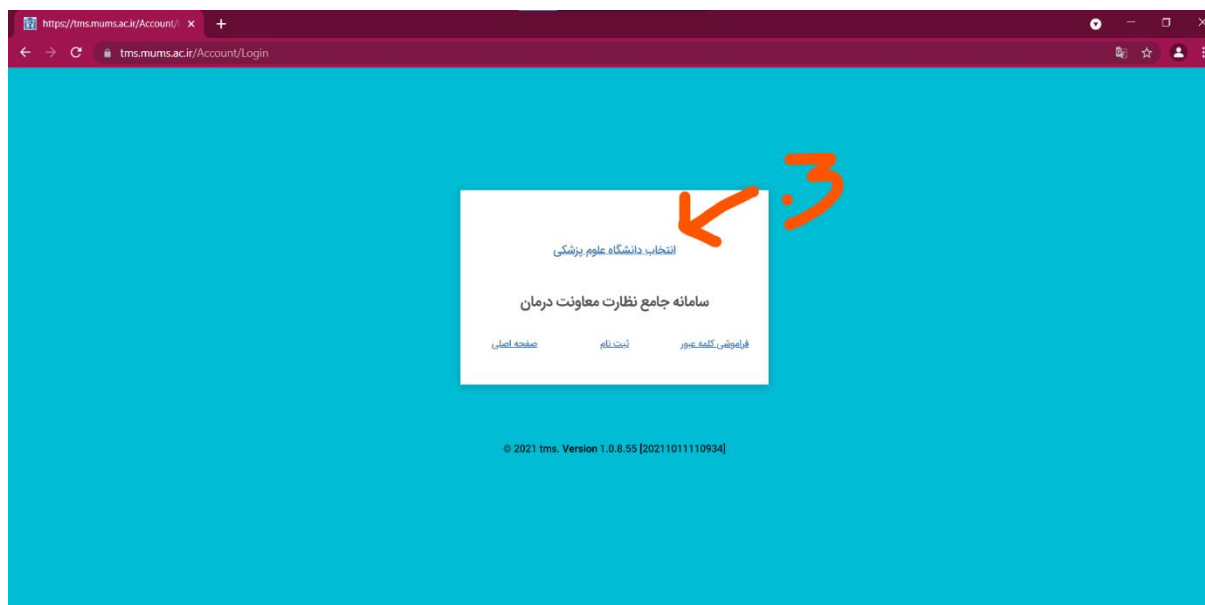 https://tms.mums.ac.ir/Account/
tms.mums.ac.ir/Account/Login
.3
انتخاب دانشگاه علوم پزشکی
سامانه جامع نظارت معاونت درمان
فراموشی کلمه عبور ثبت نام صفحه اصلی
© 2021 tms. Version 1.0.8.55 [20211011110934]